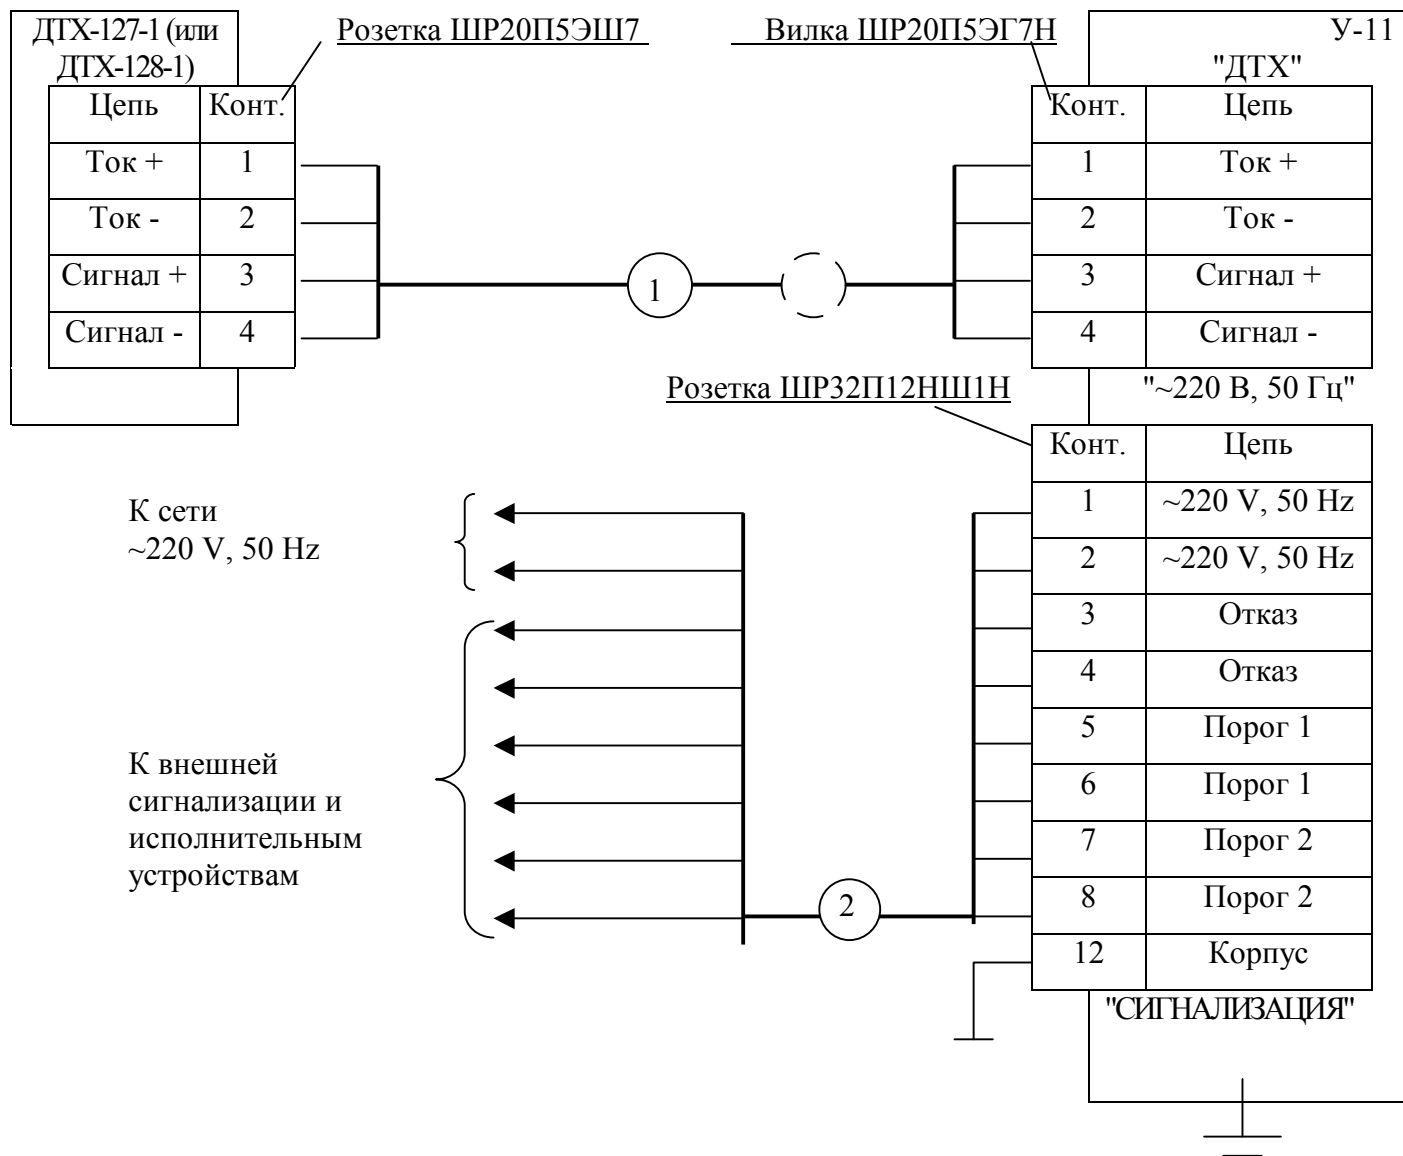 ДТХ-127-1 (или
ДТХ-128-1)
Розетка ШР20П5ЭШ7
Вилка ШР20П5ЭГ7Н
У-11
"ДТХ"
Цепь Конт.
Ток + 1
Ток - 2
Сигнал + 3
Сигнал - 4
1
Конт. Цепь
1 Ток +
2 Ток -
3 Сигнал +
4 Сигнал -
Розетка ШР32П12НШ1Н
"~220 В, 50 Гц"
Конт. Цепь
1 ~220 V, 50 Hz
2 ~220 V, 50 Hz
3 Отказ
4 Отказ
5 Порог 1
6 Порог 1
7 Порог 2
8 Порог 2
12 Корпус
"СИГНАЛИЗАЦИЯ"
К сети
~220 V, 50 Hz
К внешней
сигнализации и
исполнительным
устройствам
2